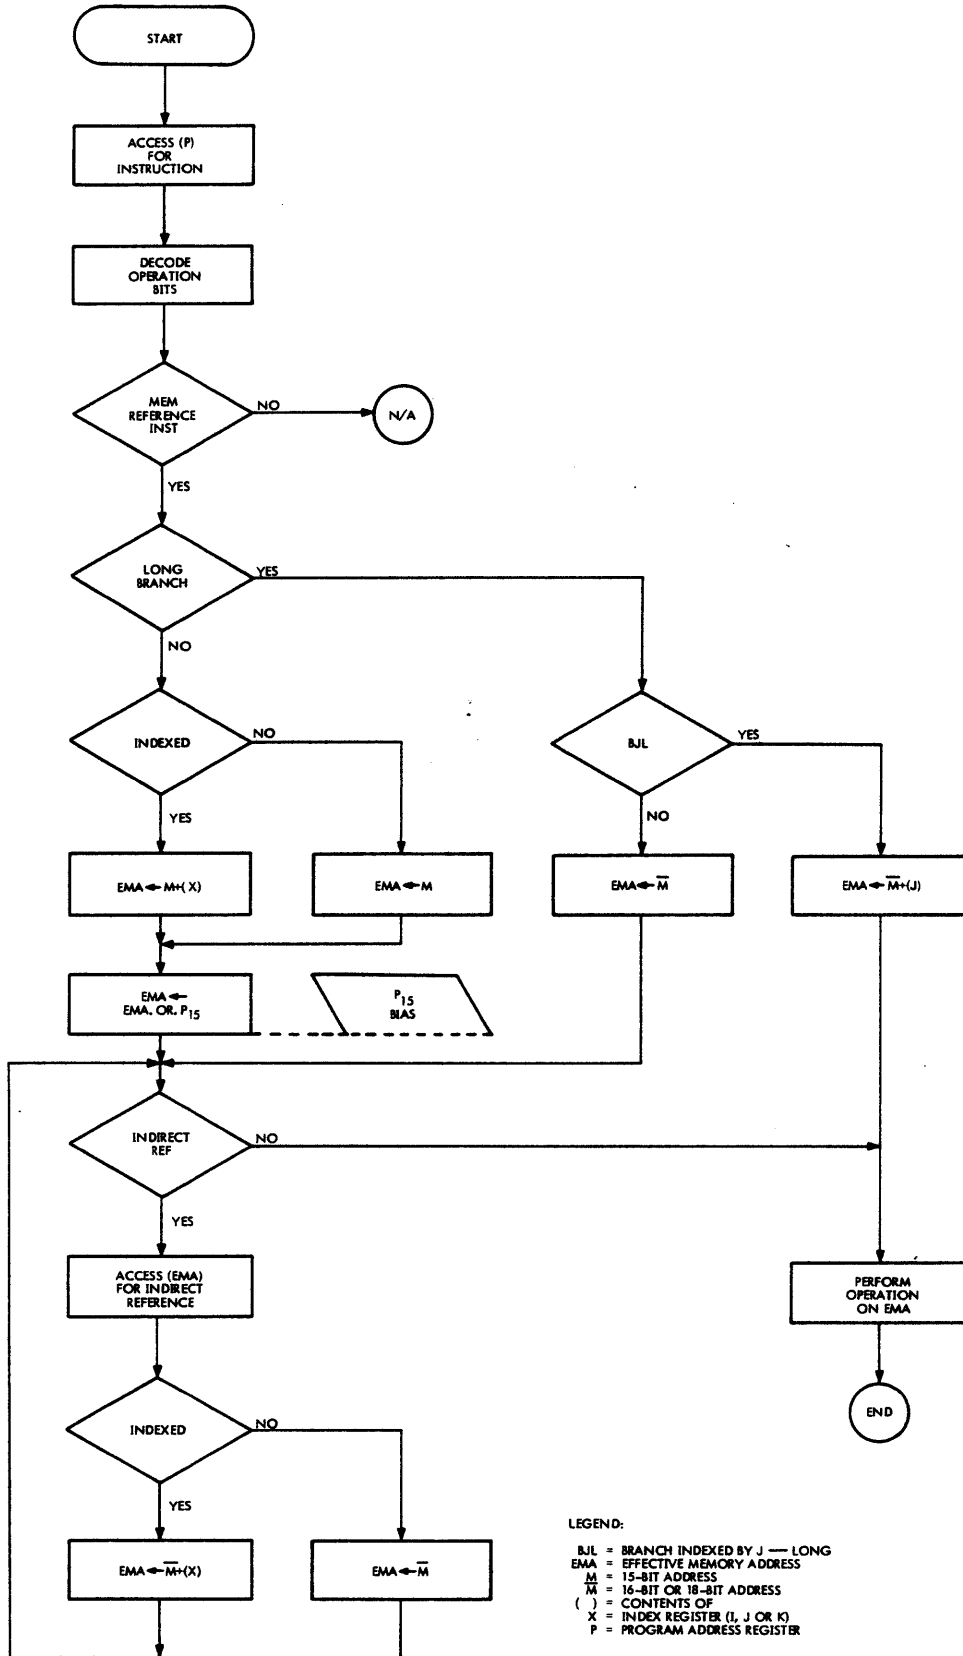 START
ACCESS (P)
FOR
INSTRUCTION
DECODE
OPERATION
BITS
MEM
REFERENCE
INST
NO
N/A
YES
LONG
BRANCH
YES
NO
INDEXED
NO
BJL
YES
YES
NO
EMA←M+(X)
EMA←M
EMA←M̅
EMA←M̅+(J)
EMA←
EMA. OR. P15
P15
BIAS
INDIRECT
REF
NO
YES
ACCESS (EMA)
FOR INDIRECT
REFERENCE
PERFORM
OPERATION
ON EMA
INDEXED
NO
END
YES
EMA←M̅+(X)
EMA←M̅
LEGEND:
BJL = BRANCH INDEXED BY J — LONG
EMA = EFFECTIVE MEMORY ADDRESS
M = 15-BIT ADDRESS
M̅ = 16-BIT OR 18-BIT ADDRESS
( ) = CONTENTS OF
X = INDEX REGISTER (I, J OR K)
P = PROGRAM ADDRESS REGISTER